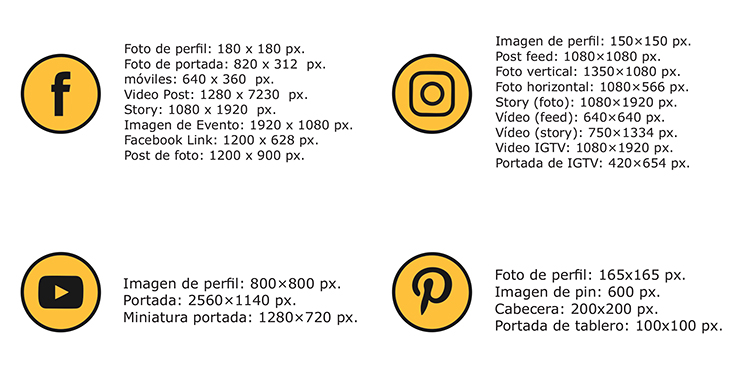 Foto de perfil: 180 x 180 px.
Foto de portada: 820 x 312 px.
móviles: 640 x 360 px.
Video Post: 1280 x 7230 px.
Story: 1080 x 1920 px.
Imagen de Evento: 1920 x 1080 px.
Facebook Link: 1200 x 628 px.
Post de foto: 1200 x 900 px.
Imagen de perfil: 150×150 px.
Post feed: 1080×1080 px.
Foto vertical: 1350×1080 px.
Foto horizontal: 1080×566 px.
Story (foto): 1080×1920 px.
Vídeo (feed): 640×640 px.
Vídeo (story): 750×1334 px.
Video IGTV: 1080×1920 px.
Portada de IGTV: 420×654 px.
Imagen de perfil: 800×800 px.
Portada: 2560×1140 px.
Miniatura portada: 1280×720 px.
Foto de perfil: 165x165 px.
Imagen de pin: 600 px.
Cabecera: 200x200 px.
Portada de tablero: 100x100 px.